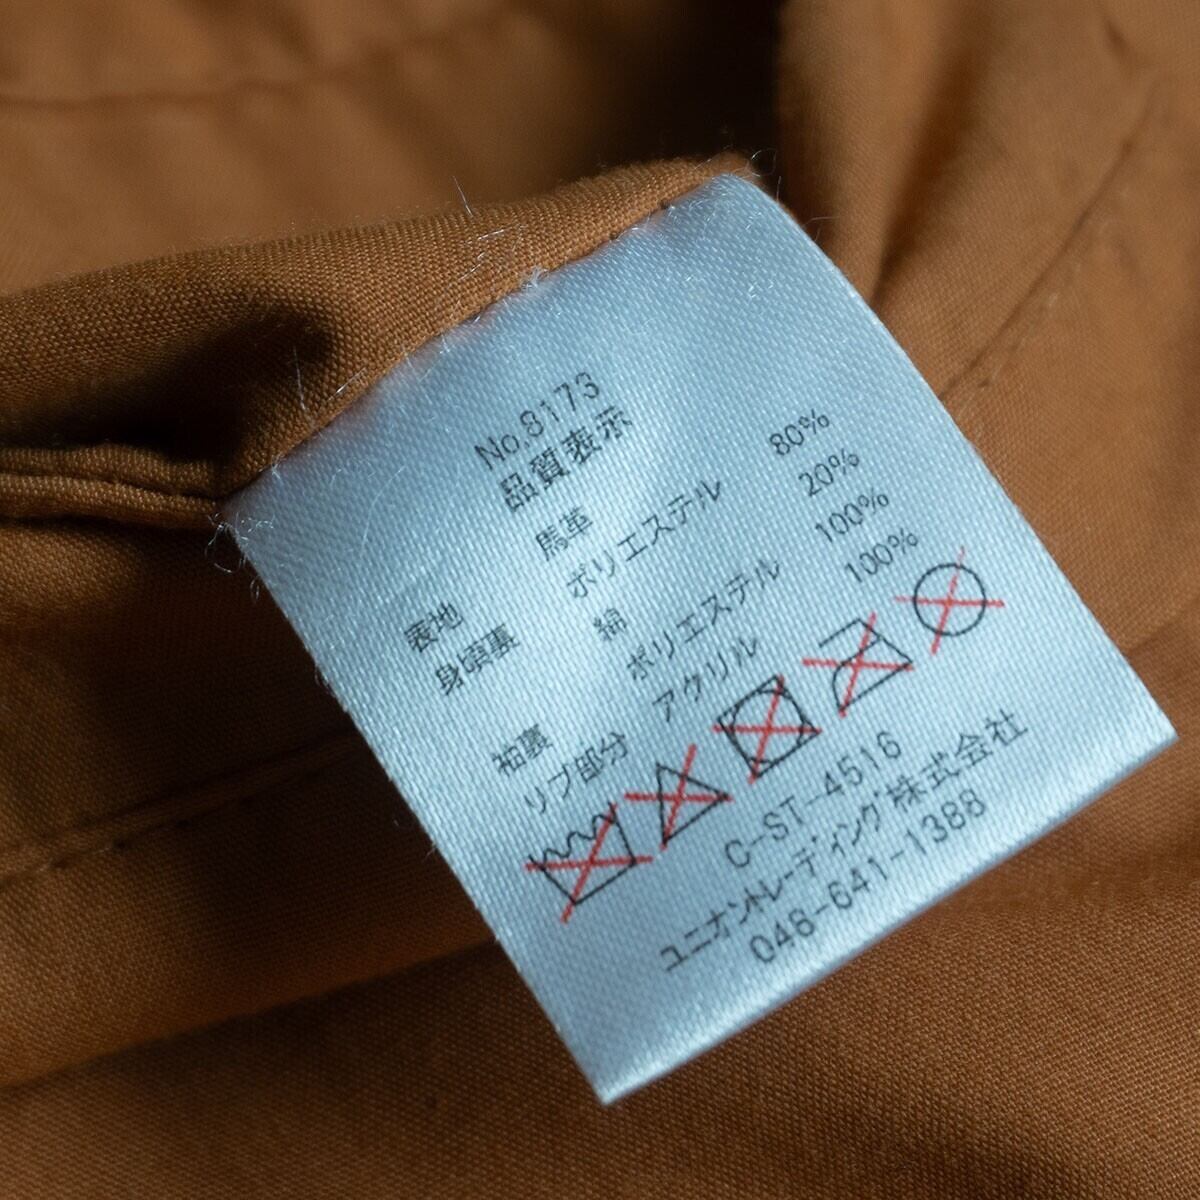 No.8173
品質表示
表地 馬革
身頃裏 ポリエステル 80%
綿 20%
袖裏 ポリエステル 100%
リブ部分 アクリル 100%
C-ST-4616
ユニオントレーディング株式会社
048-641-1388